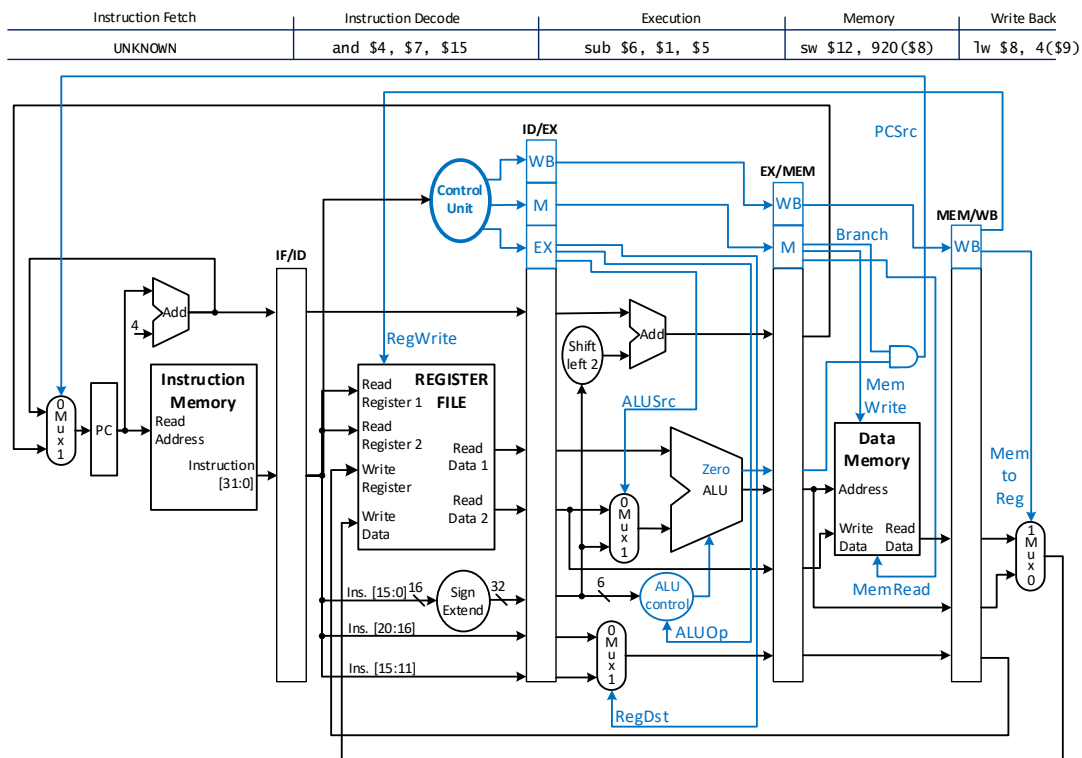 Instruction Fetch Instruction Decode Execution Memory Write Back
UNKNOWN and $4, $7, $15 sub $6, $1, $5 sw $12, 920($8) lw $8, 4($9)
ID/EX
PCSrc
WB
EX/MEM
Control
Unit
M
WB
MEM/WB
EX
M
Branch
WB
IF/ID
Add
4
RegWrite
Shift
left 2
Add
Instruction
Memory
Read
Address
Instruction
[31:0]
PC
0
M
u
x
1
REGISTER
FILE
Read
Register 1
Read
Register 2
Write
Register
Write
Data
Read
Data 1
Read
Data 2
ALUSrc
0
M
u
x
1
Zero
ALU
Mem
Write
Data
Memory
Address
Write
Data
Read
Data
MemRead
Mem
to
Reg
1
M
u
x
0
Ins. [15:0]
16
Sign
Extend
32
6
ALU
control
ALUOp
Ins. [20:16]
Ins. [15:11]
0
M
u
x
1
RegDst